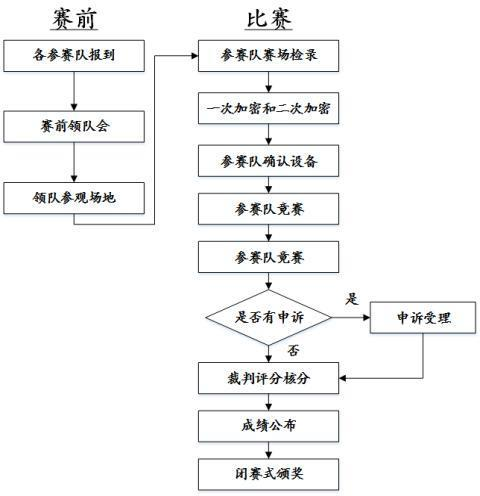 赛前
各参赛队报到
赛前领队会
领队参观场地
比赛
参赛队赛场检录
一次加密和二次加密
参赛队确认设备
参赛队竞赛
参赛队竞赛
是否有申诉
是
申诉受理
否
裁判评分核分
成绩公布
闭赛式颁奖